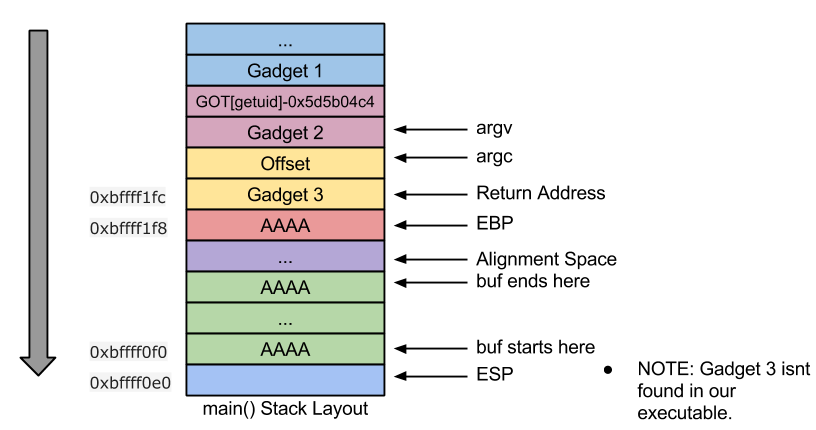 ...
Gadget 1
GOT[getuid]-0x5d5b04c4
Gadget 2
argv
Offset
argc
0xbffff1fc
Gadget 3
Return Address
0xbffff1f8
AAAA
EBP
...
Alignment Space
AAAA
buf ends here
...
0xbffff0f0
AAAA
buf starts here
0xbffff0e0
ESP
main() Stack Layout
● NOTE: Gadget 3 isnt
found in our
executable.